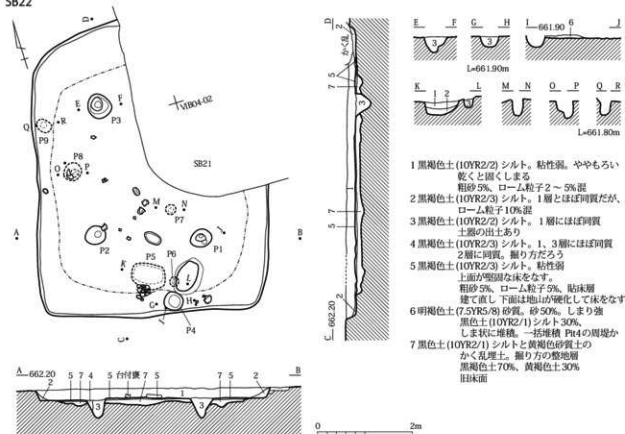 SB22
D
E F
G H
I 661.90 6 J
3
3
L=661.90m
かく乱
2
7 5
3
K 1 L
2
M N
O P
Q R
L=661.80m
E F
P3
VIB04-02
Q R
P9
P8
O P
SB21
M N
P7
A
B
P2
P1
K
P5
P6
L
G H
P4
C
7
5
2
C 662.20
1 黒褐色土(10YR2/2) シルト。粘性弱。ややもろい
乾くと固くしまる
粗砂5%、ローム粒子2～5%混
2 黒褐色土(10YR2/3) シルト。1層とほぼ同質だが、
ローム粒子10%混
3 黒褐色土(10YR2/2) シルト。1層にほぼ同質
土器の出土あり
4 黒褐色土(10YR2/3) シルト。1、3層にほぼ同質
2層に同質。掘り方だろう
5 黒褐色土(10YR2/3) シルト。粘性弱
上面が堅固な床をなす。
粗砂5%、ローム粒子5%、貼床層
建て直し 下面は地山が硬化して床をなす
6 明褐色土(7.5YR5/8) 砂質。砂50%。しまり強
黒色土(10YR2/1) シルト30%、
しま状に堆積。一括堆積 Pit4の周堤か
7 黒色土(10YR2/1) シルトと黄褐色砂質土の
かく乱埋土。掘り方の整地層
黒褐色土70%、黄褐色土30%
旧床面
A 662.20 B
2 5 7 4 5 台付甕 7 5 1 7 5 2
3 3
0 2m